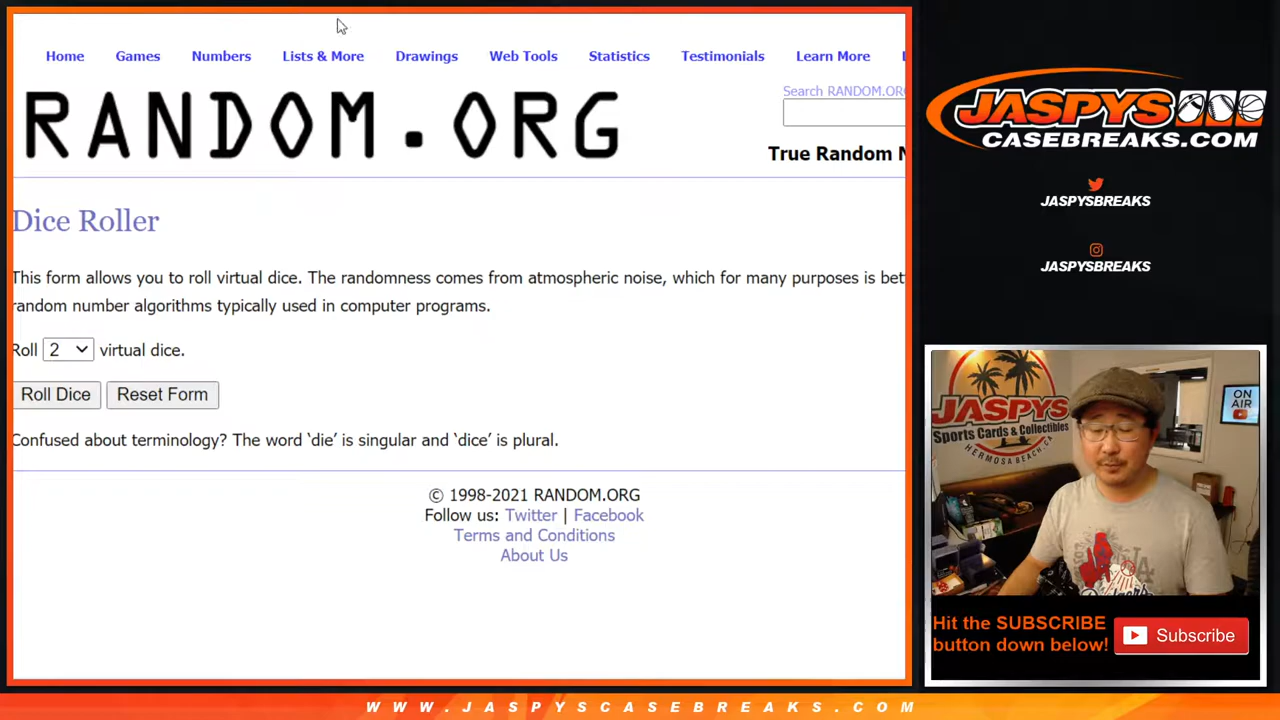 Home Games Numbers Lists & More Drawings Web Tools Statistics Testimonials Learn More
Search RANDOM.ORG
RANDOM.ORG
True Random N
Dice Roller
This form allows you to roll virtual dice. The randomness comes from atmospheric noise, which for many purposes is bet
random number algorithms typically used in computer programs.
Roll 2 virtual dice.
Roll Dice Reset Form
Confused about terminology? The word ‘die’ is singular and ‘dice’ is plural.
© 1998-2021 RANDOM.ORG
Follow us: Twitter | Facebook
Terms and Conditions
About Us
JASPYS
CASEBREAKS.COM
JASPYSBREAKS
JASPYSBREAKS
JASPYS
Sports Cards & Collectibles
HERMOSA BEACH, CA
ON
AIR
LA
Dodgers
Hit the SUBSCRIBE
button down below!
Subscribe
WWW.JASPYSCASEBREAKS.COM